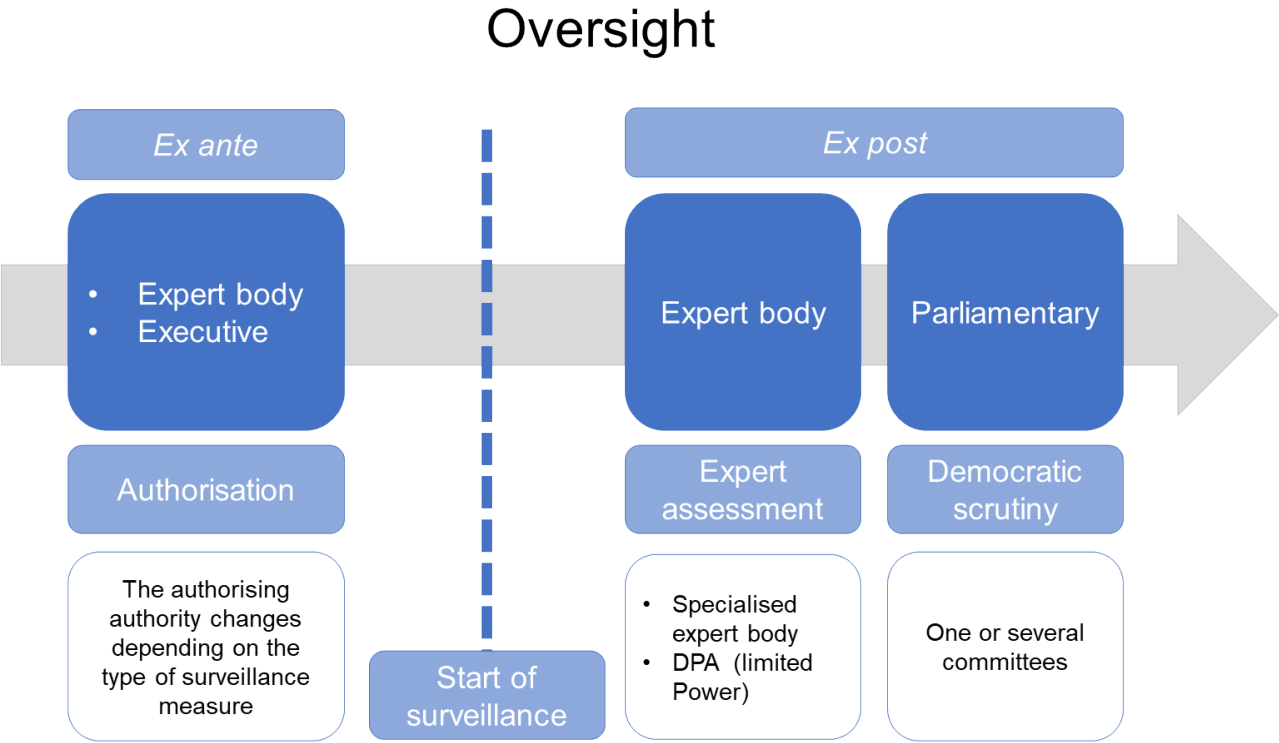 Oversight
Ex ante
Ex post
• Expert body
• Executive
Expert body
Parliamentary
Authorisation
Expert
assessment
Democratic
scrutiny
The authorising
authority changes
depending on the
type of surveillance
measure
Start of
surveillance
• Specialised
expert body
• DPA (limited
Power)
One or several
committees